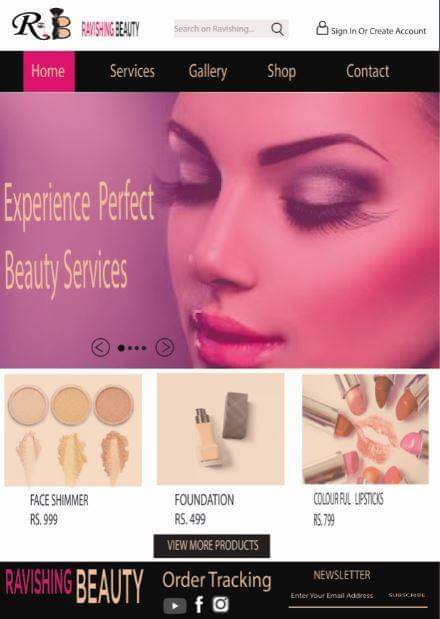 R B RAVISHING BEAUTY
Search on Ravishing...
Sign In Or Create Account
Home Services Gallery Shop Contact
Experience Perfect
Beauty Services
FACE SHIMMER
RS. 999
FOUNDATION
RS. 499
COLOURFUL LIPSTICKS
RS. 799
VIEW MORE PRODUCTS
RAVISHING BEAUTY
Order Tracking
NEWSLETTER
Enter Your Email Address SUBSCRIBE